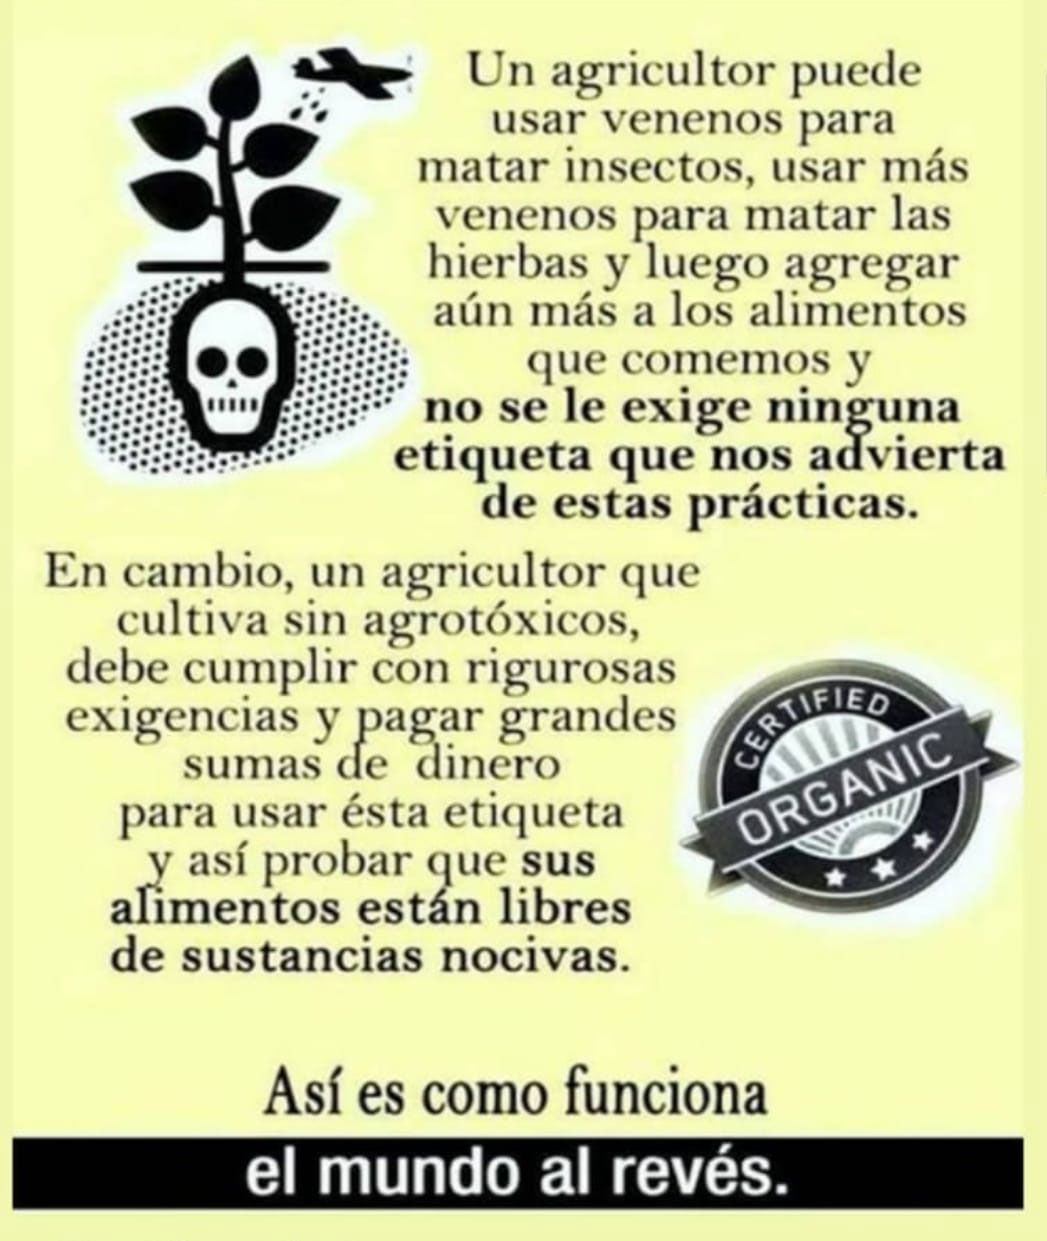 Un agricultor puede
usar venenos para
matar insectos, usar más
venenos para matar las
hierbas y luego agregar
aún más a los alimentos
que comemos y
no se le exige ninguna
etiqueta que nos advierta
de estas prácticas.
En cambio, un agricultor que
cultiva sin agrotóxicos,
debe cumplir con rigurosas
exigencias y pagar grandes
sumas de dinero
para usar ésta etiqueta
y así probar que sus
alimentos están libres
de sustancias nocivas.
CERTIFIED
ORGANIC
Así es como funciona
el mundo al revés.